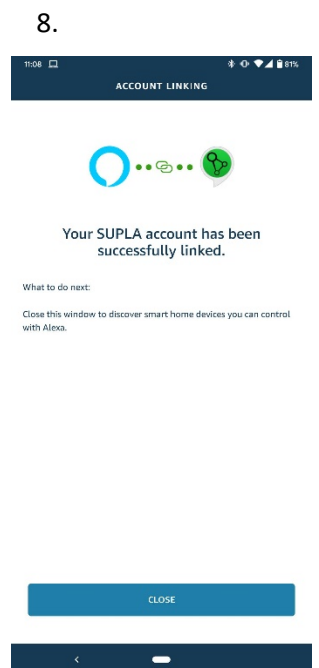 8.
11:08 81%
ACCOUNT LINKING
Your SUPLA account has been
successfully linked.
What to do next:
Close this window to discover smart home devices you can control
with Alexa.
CLOSE